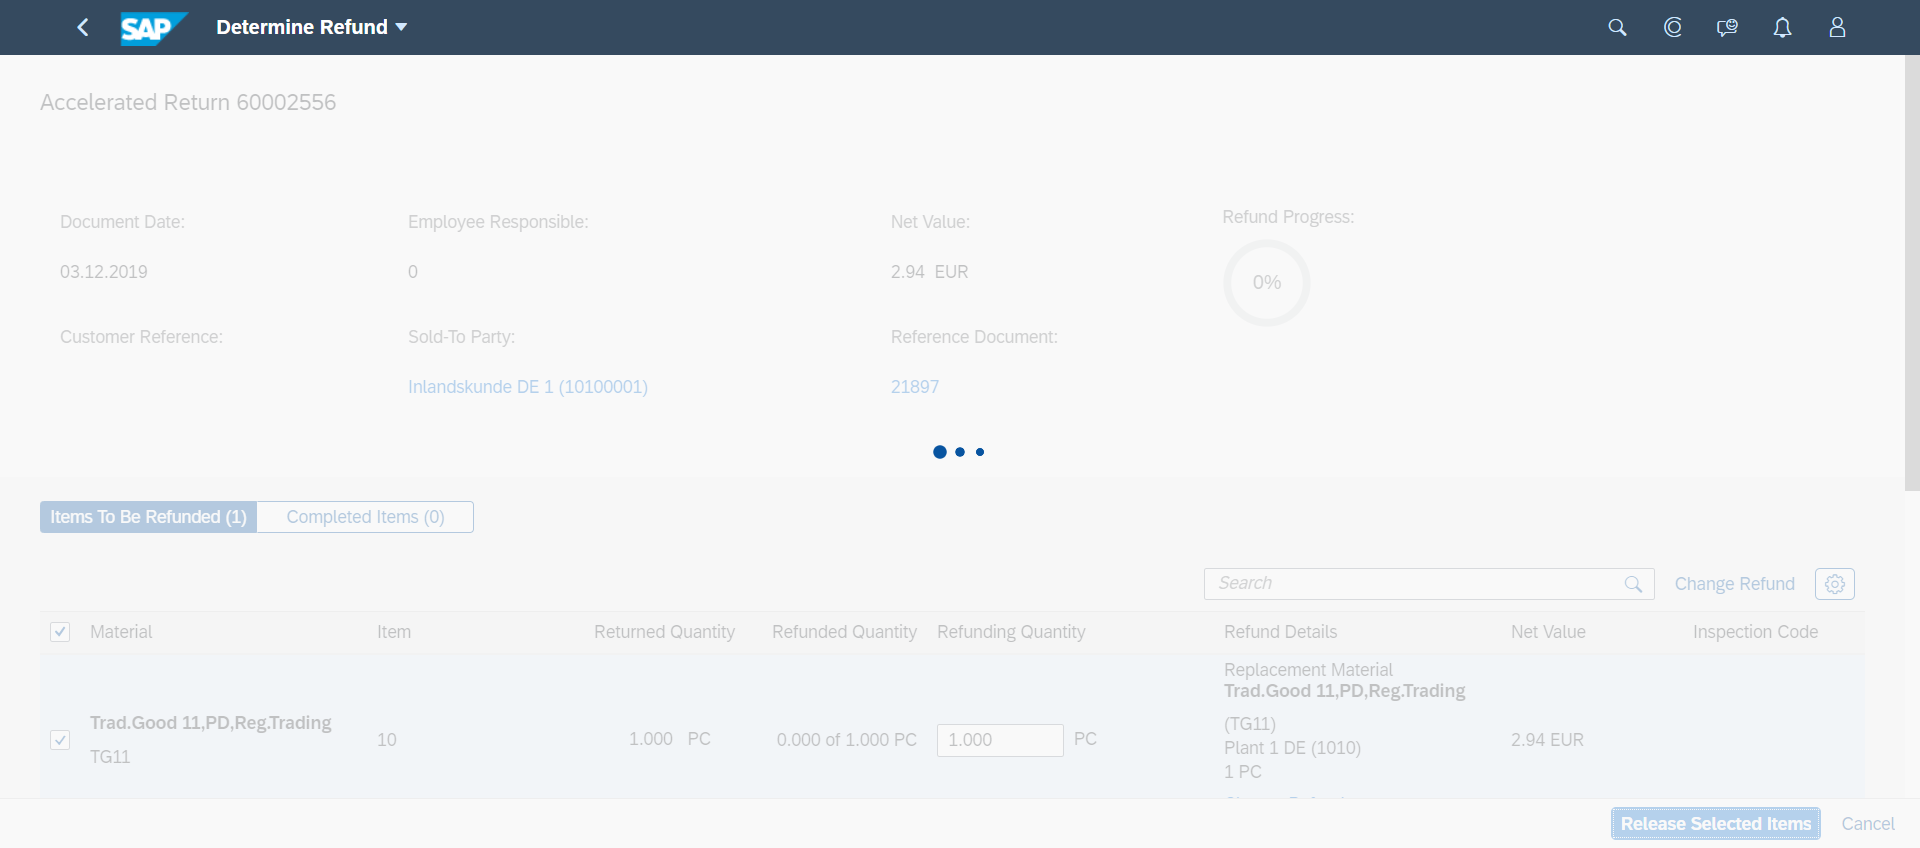 SAP Determine Refund
Accelerated Return 60002556
Document Date: Employee Responsible: Net Value: Refund Progress:
03.12.2019 0 2.94 EUR 0%
Customer Reference: Sold-To Party: Reference Document:
Inlandskunde DE 1 (10100001) 21897
Items To Be Refunded (1) Completed Items (0)
Search Change Refund
Material Item Returned Quantity Refunded Quantity Refunding Quantity Refund Details Net Value Inspection Code
Replacement Material
Trad.Good 11,PD,Reg.Trading
Trad.Good 11,PD,Reg.Trading
(TG11)
10 1.000 PC 0.000 of 1.000 PC 1.000 PC Plant 1 DE (1010) 2.94 EUR
TG11
1 PC
Release Selected Items Cancel